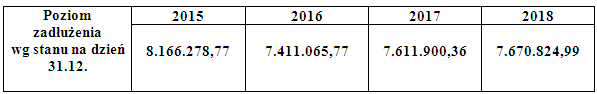 Poziom zadłużenia wg stanu na dzień 31.12. 2015 2016 2017 2018
8.166.278,77 7.411.065,77 7.611.900,36 7.670.824,99